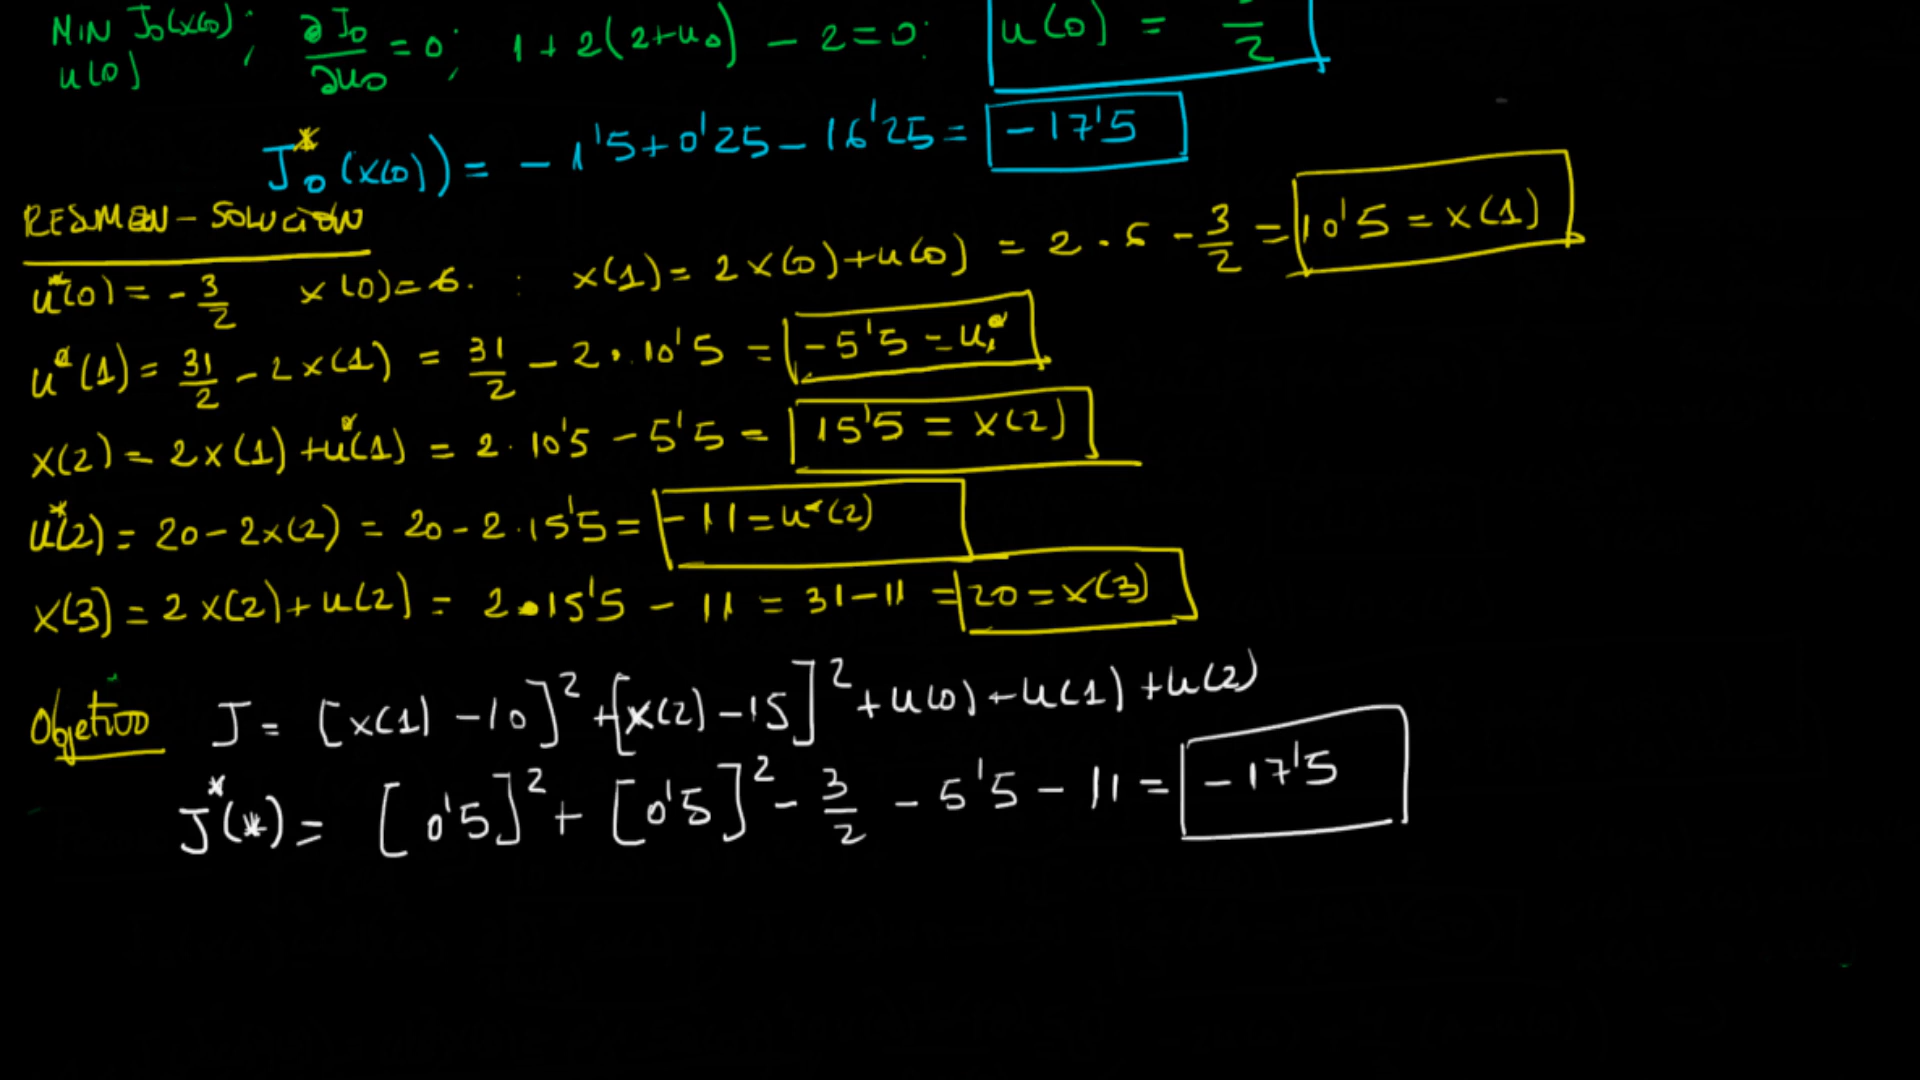 MIN J₀(x(0)); ∂J₀/∂u₀ = 0; 1 + 2(2+u₀) - 2 = 0: u(0) = /2
u(0)
J₀*(x(0)) = - 1'5 + 0'25 - 16'25 = -17'5
RESUMEN - SOLUCIÓN
u*(0) = - 3/2 x(0) = 6. : x(1) = 2x(0) + u(0) = 2 · 6 - 3/2 = 10'5 = x(1)
u*(1) = 31/2 - 2x(1) = 31/2 - 2 · 10'5 = -5'5 = u₁*
x(2) = 2x(1) + u*(1) = 2 · 10'5 - 5'5 = 15'5 = x(2)
u*(2) = 20 - 2x(2) = 20 - 2 · 15'5 = -11 = u*(2)
x(3) = 2x(2) + u(2) = 2 · 15'5 - 11 = 31 - 11 = 20 = x(3)
Objetivo J = [x(1) - 10]² + [x(2) - 15]² + u(0) + u(1) + u(2)
J*(*) = [0'5]² + [0'5]² - 3/2 - 5'5 - 11 = -17'5